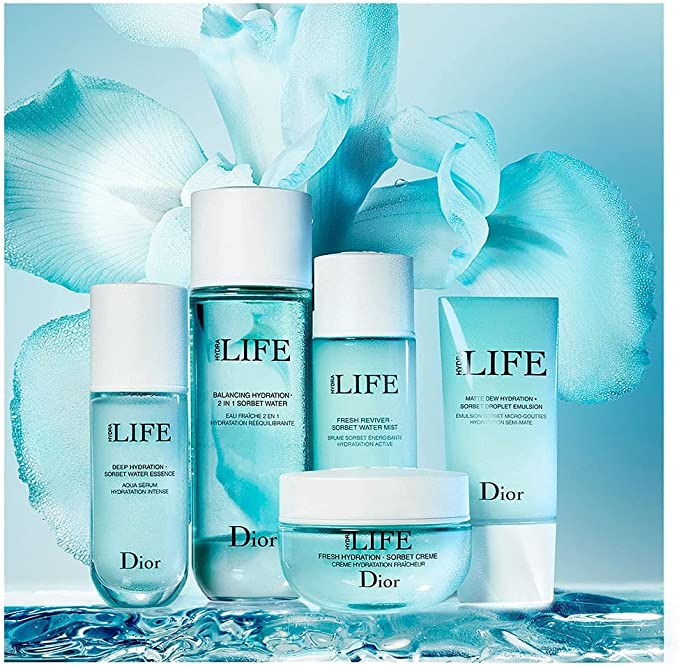 HYDRA LIFE
DEEP HYDRATION •
SORBET WATER ESSENCE
AQUA SÉRUM
HYDRATATION INTENSE
Dior
HYDRA LIFE
BALANCING HYDRATION •
2 IN 1 SORBET WATER
EAU FRAÎCHE 2 EN 1
HYDRATATION RÉÉQUILIBRANTE
Dior
HYDRA LIFE
FRESH REVIVER •
SORBET WATER MIST
BRUME SORBET ÉNERGISANTE
HYDRATATION ACTIVE
HYDRA LIFE
FRESH HYDRATION • SORBET CREME
CRÈME HYDRATATION FRAÎCHEUR
Dior
HYDRA LIFE
MATTE DEW HYDRATION •
SORBET DROPLET EMULSION
ÉMULSION SORBET MICRO-GOUTTES
HYDRATATION SEMI-MATE
Dior